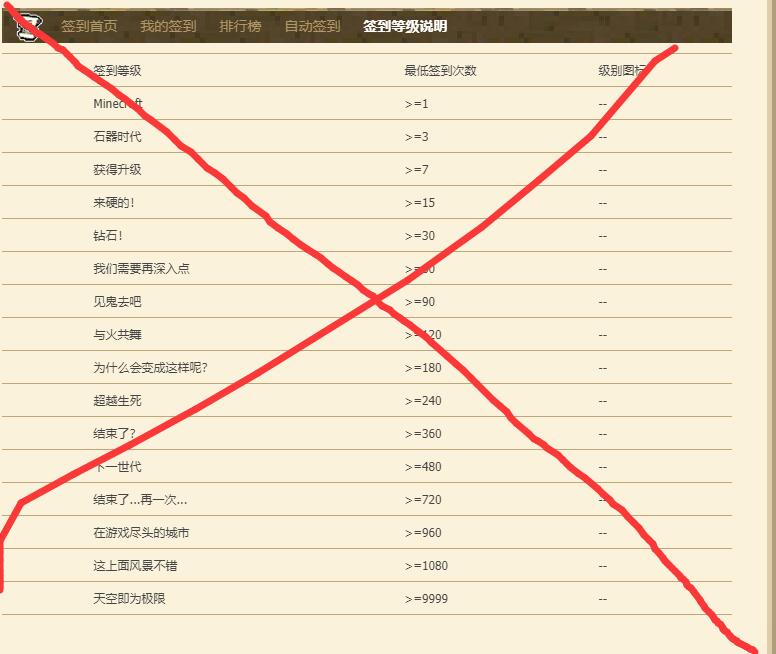 签到首页 我的签到 排行榜 自动签到 签到等级说明
签到等级 最低签到次数 级别图标
Minecraft >=1 --
石器时代 >=3 --
获得升级 >=7 --
来硬的! >=15 --
钻石! >=30 --
我们需要再深入点 >=60 --
见鬼去吧 >=90 --
与火共舞 >=120 --
为什么会变成这样呢? >=180 --
超越生死 >=240 --
结束了? >=360 --
下一世代 >=480 --
结束了...再一次... >=720 --
在游戏尽头的城市 >=960 --
这上面风景不错 >=1080 --
天空即为极限 >=9999 --